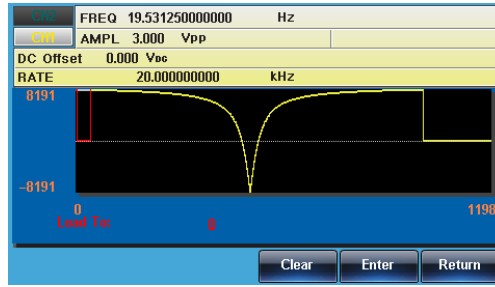 CH2 FREQ 19.531250000000 Hz
CH1 AMPL 3.000 VPP
DC Offset 0.000 VDC
RATE 20.000000000 kHz
8191
-8191
0 1198
Load To: 0
Clear Enter Return